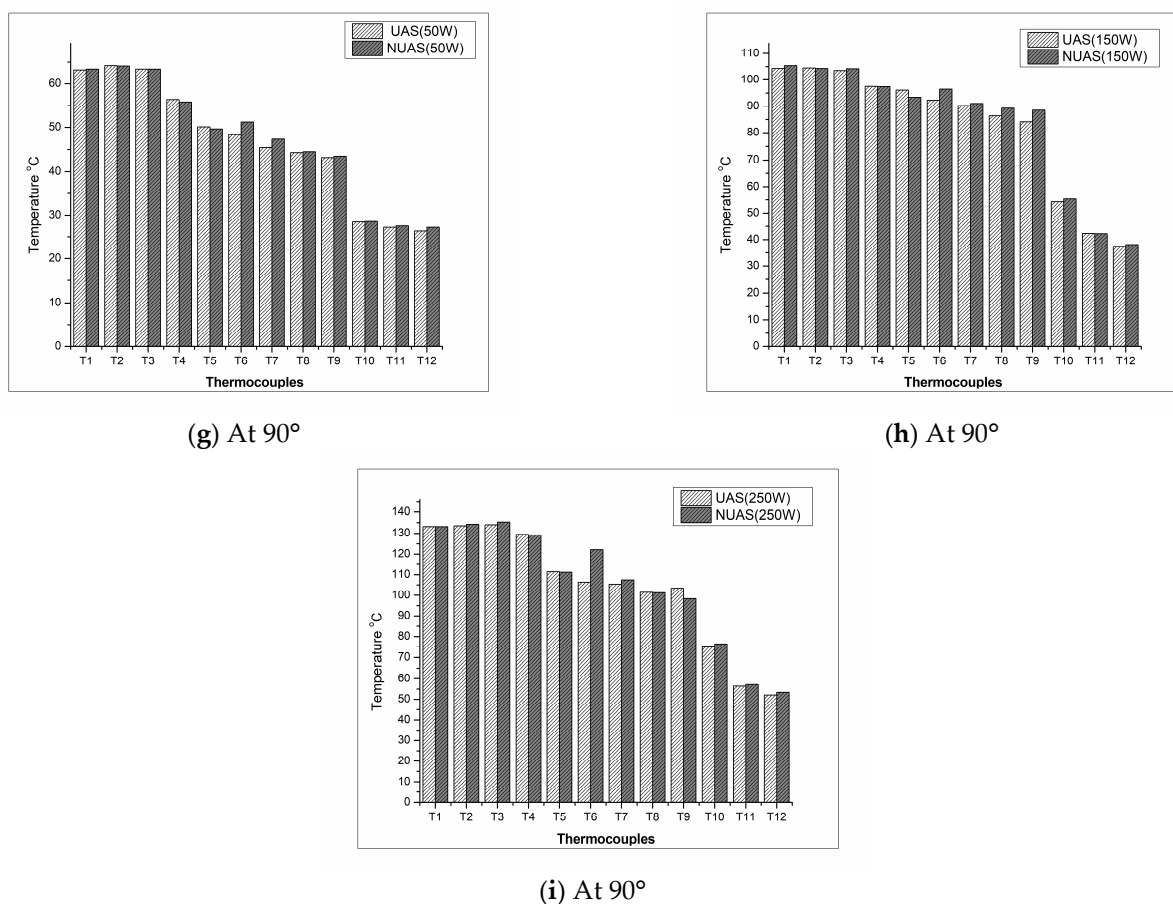 UAS(50W)
NUAS(50W)
Temperature °C
60
50
40
30
20
10
0
T1 T2 T3 T4 T5 T6 T7 T8 T9 T10 T11 T12
Thermocouples
(g) At 90°
UAS(150W)
NUAS(150W)
Temperature °C
110
100
90
80
70
60
50
40
30
20
10
0
T1 T2 T3 T4 T5 T6 T7 T8 T9 T10 T11 T12
Thermocouples
(h) At 90°
UAS(250W)
NUAS(250W)
Temperature °C
140
130
120
110
100
90
80
70
60
50
40
30
20
10
0
T1 T2 T3 T4 T5 T6 T7 T8 T9 T10 T11 T12
Thermocouples
(i) At 90°